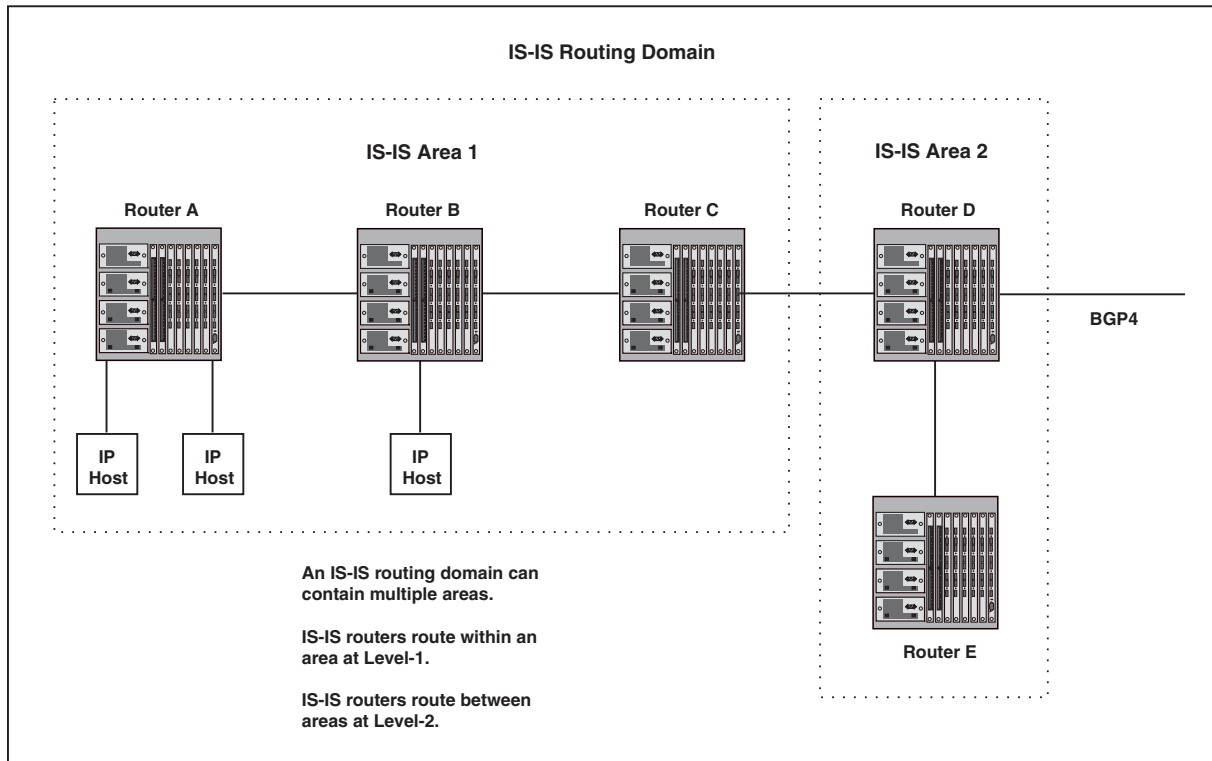 IS-IS Routing Domain
IS-IS Area 1
IS-IS Area 2
Router A
Router B
Router C
Router D
BGP4
IP
Host
IP
Host
IP
Host
Router E
An IS-IS routing domain can
contain multiple areas.
IS-IS routers route within an
area at Level-1.
IS-IS routers route between
areas at Level-2.